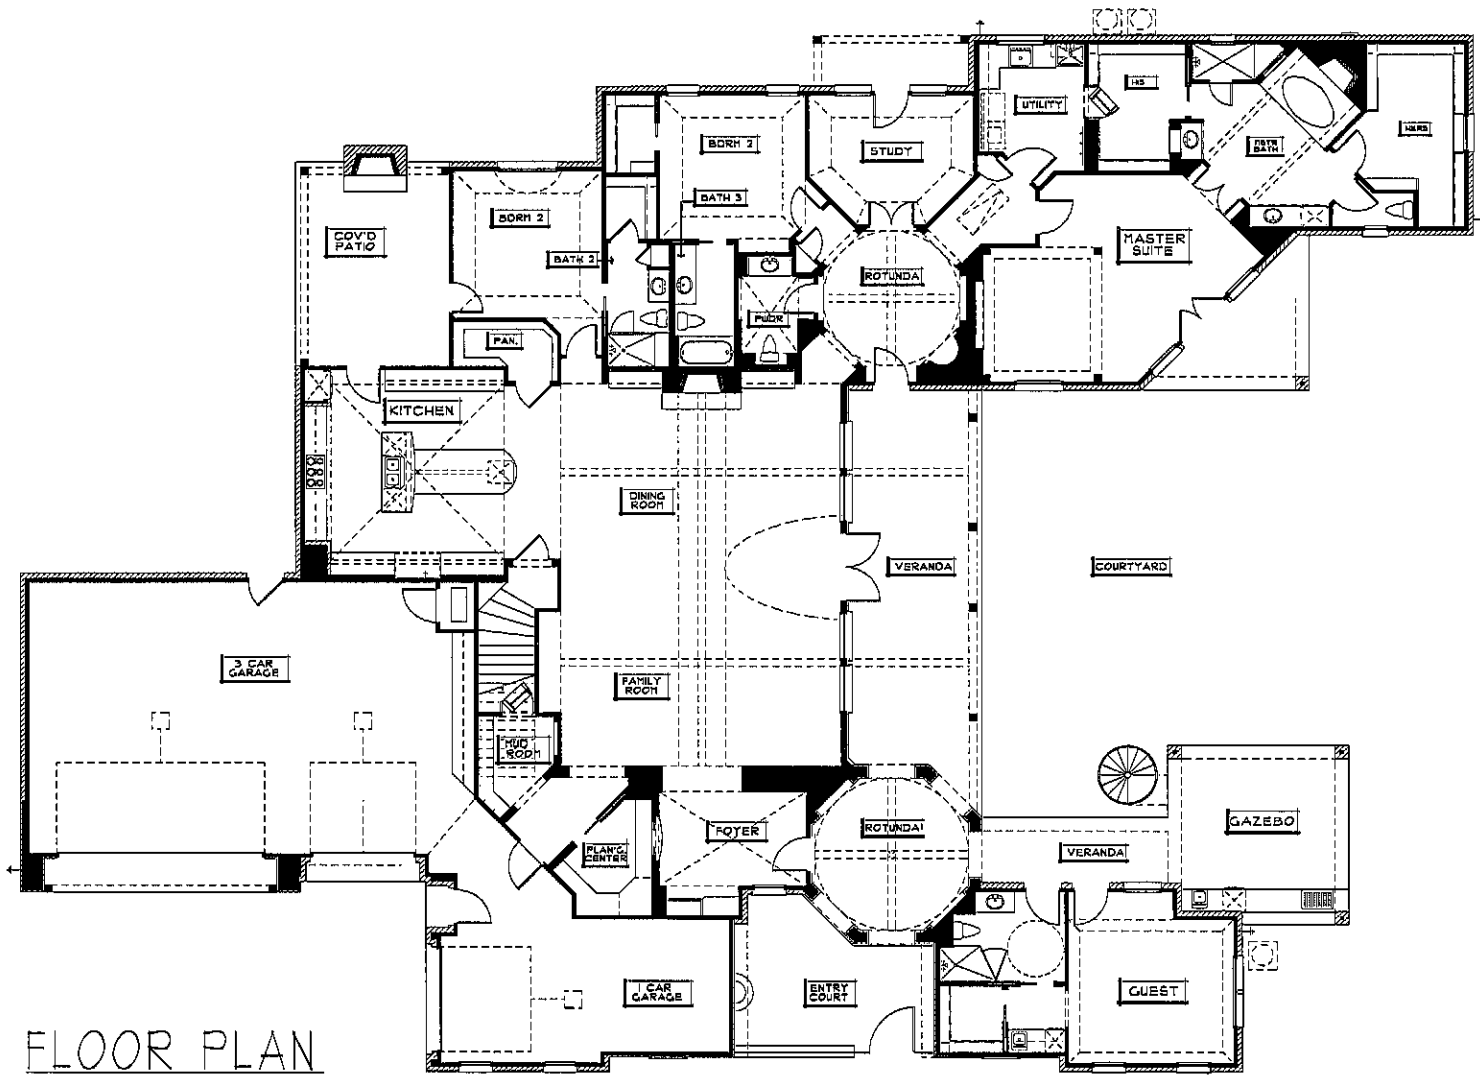 HIS
UTILITY
HERS
BDRM 2
STUDY
MSTR
BATH
BATH 3
BDRM 2
COV'D
PATIO
MASTER
SUITE
BATH 2
ROTUNDA
PUDR
PAN.
KITCHEN
DINING
ROOM
VERANDA
COURTYARD
3 CAR
GARAGE
FAMILY
ROOM
MUD
ROOM
GAZEBO
FOYER
ROTUNDA
PLAN'G.
CENTER
VERANDA
1 CAR
GARAGE
ENTRY
COURT
GUEST
FLOOR PLAN